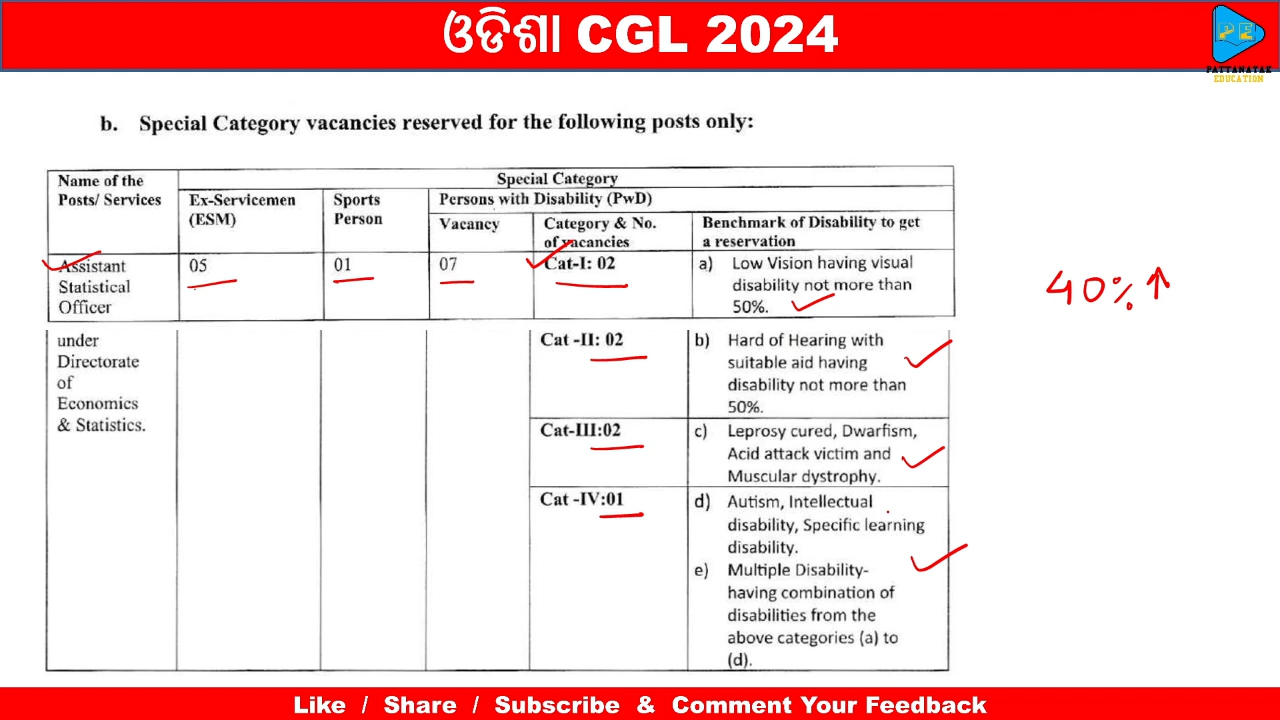 ଓଡିଶା CGL 2024
PE
PATTANAYAK
EDUCATION
b. Special Category vacancies reserved for the following posts only:
Name of the
Posts/ Services
Special Category
Ex-Servicemen
(ESM)
Sports
Person
Persons with Disability (PwD)
Vacancy
Category & No.
of vacancies
Benchmark of Disability to get
a reservation
Assistant
Statistical
Officer
05
01
07
Cat-I: 02
a) Low Vision having visual
disability not more than
50%.
40%↑
under
Directorate
of
Economics
& Statistics.
Cat -II: 02
b) Hard of Hearing with
suitable aid having
disability not more than
50%.
Cat-III:02
c) Leprosy cured, Dwarfism,
Acid attack victim and
Muscular dystrophy.
Cat -IV:01
d) Autism, Intellectual
disability, Specific learning
disability.
e) Multiple Disability-
having combination of
disabilities from the
above categories (a) to
(d).
Like / Share / Subscribe & Comment Your Feedback